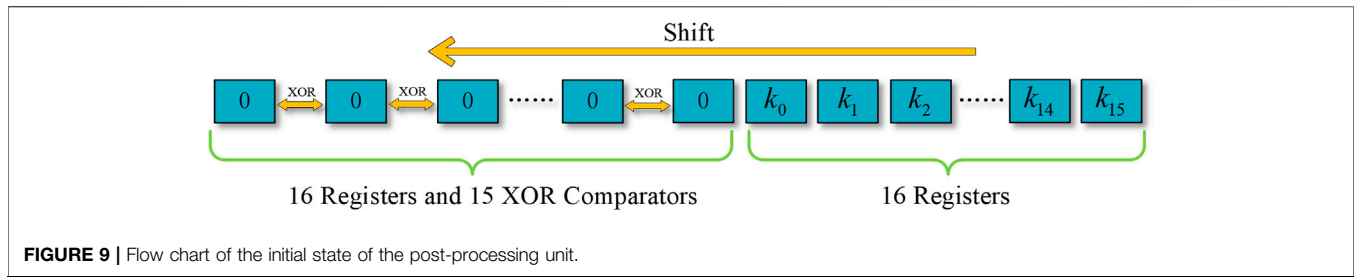 Shift
0 XOR 0 XOR 0 ...... 0 XOR 0 k₀ k₁ k₂ ...... k₁₄ k₁₅
16 Registers and 15 XOR Comparators 16 Registers
FIGURE 9 | Flow chart of the initial state of the post-processing unit.